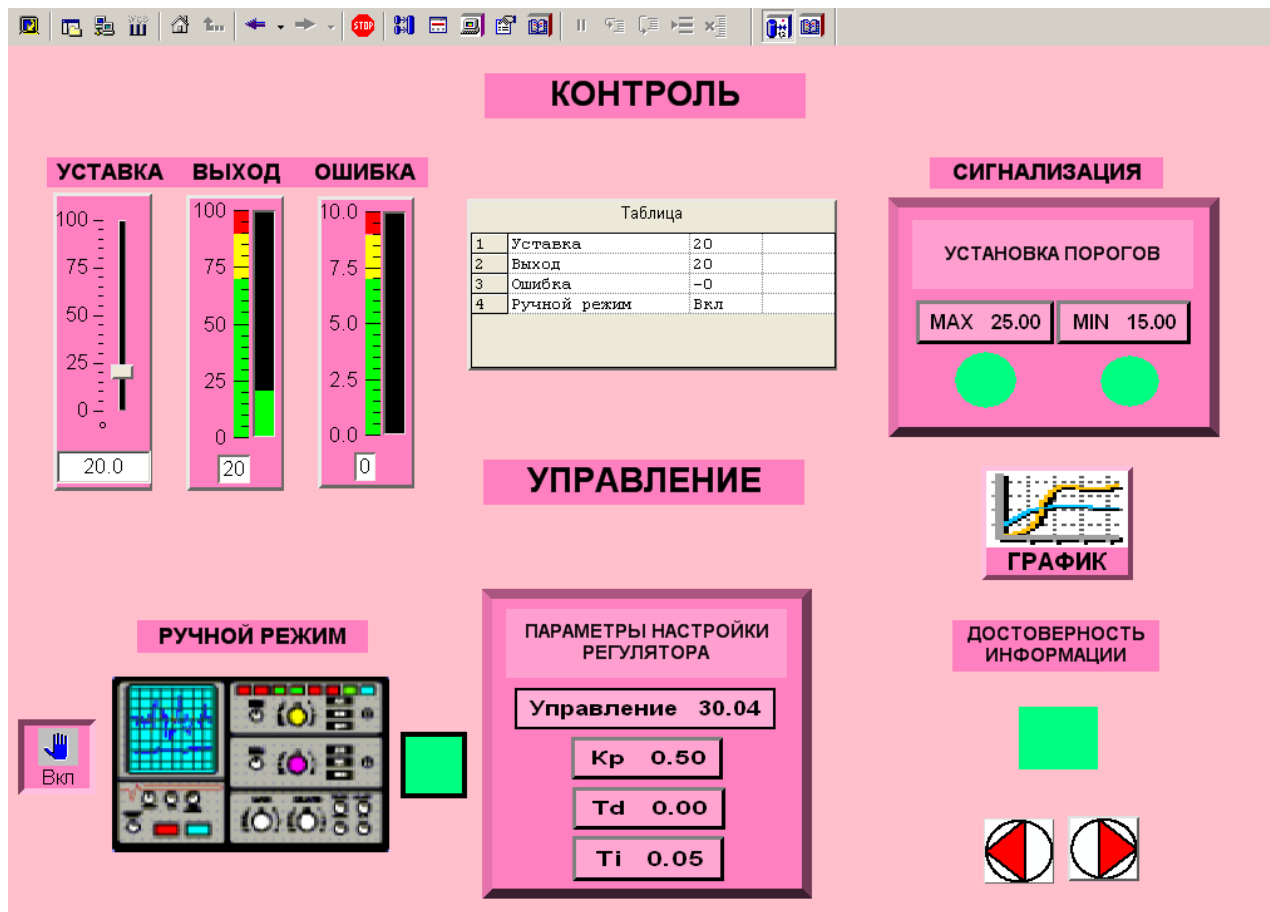 STOP
КОНТРОЛЬ
УСТАВКА ВЫХОД ОШИБКА
100
75
50
25
0
20.0
100
75
50
25
0
20
10.0
7.5
5.0
2.5
0.0
0
Таблица
1 Уставка 20
2 Выход 20
3 Ошибка -0
4 Ручной режим Вкл
СИГНАЛИЗАЦИЯ
УСТАНОВКА ПОРОГОВ
MAX 25.00 MIN 15.00
ГРАФИК
УПРАВЛЕНИЕ
РУЧНОЙ РЕЖИМ
Вкл
ПАРАМЕТРЫ НАСТРОЙКИ
РЕГУЛЯТОРА
Управление 30.04
Kp 0.50
Td 0.00
Ti 0.05
ДОСТОВЕРНОСТЬ
ИНФОРМАЦИИ